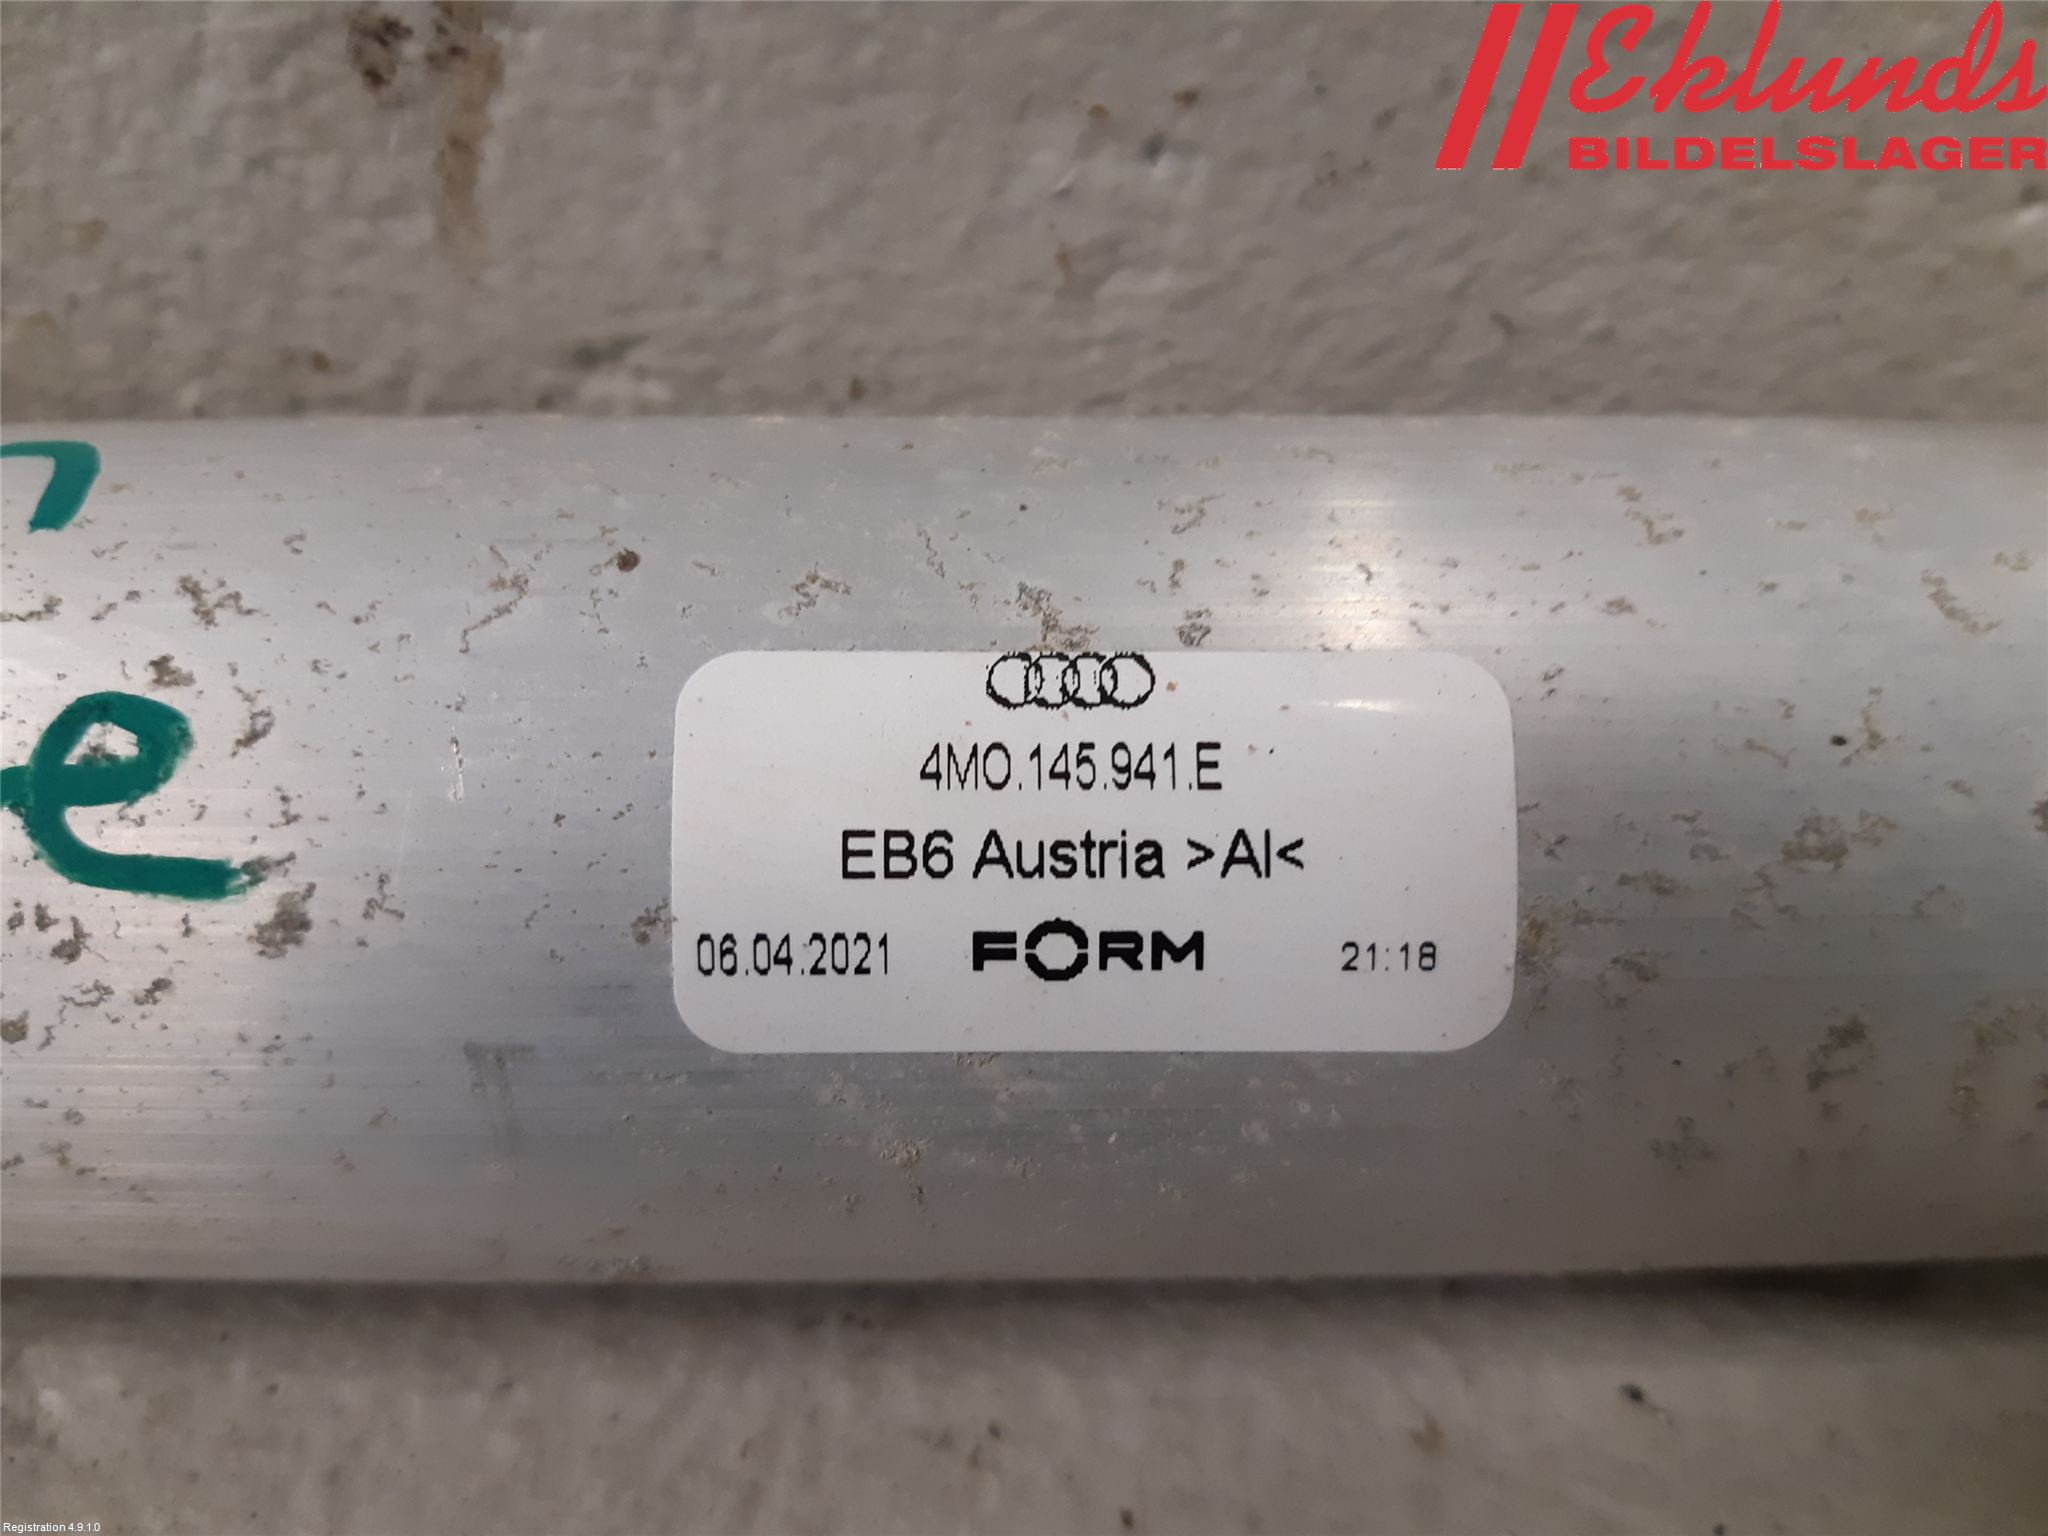 Eklunds
BILDELSLAGER
e
4M0.145.941.E
EB6 Austria >Al<
06.04.2021 FORM 21:18
Registration 4.9.1.0